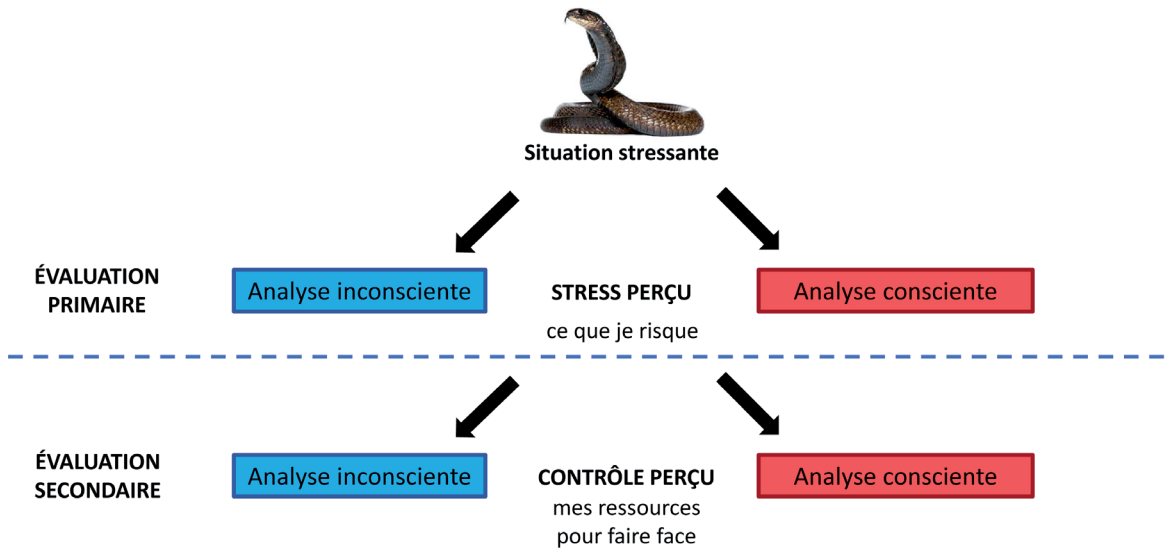 Situation stressante
ÉVALUATION
PRIMAIRE
Analyse inconsciente
STRESS PERÇU
ce que je risque
Analyse consciente
ÉVALUATION
SECONDAIRE
Analyse inconsciente
CONTRÔLE PERÇU
mes ressources
pour faire face
Analyse consciente